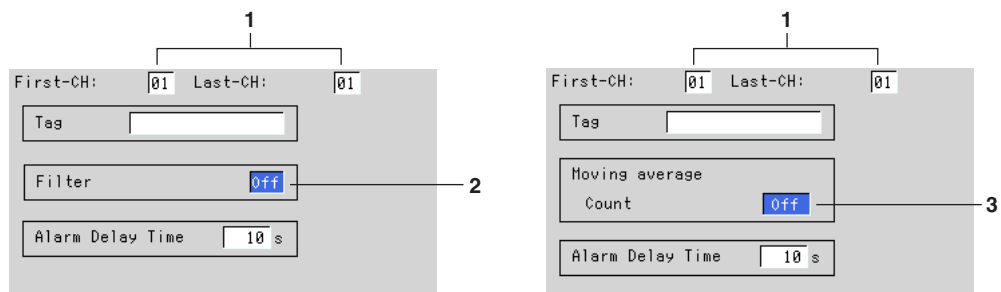 1
First-CH: 01 Last-CH: 01
Tag
Filter Off
2
Alarm Delay Time 10 s
1
First-CH: 01 Last-CH: 01
Tag
Moving average
Count Off
3
Alarm Delay Time 10 s